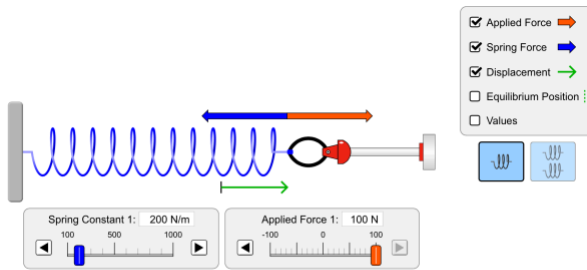 Applied Force
Spring Force
Displacement
Equilibrium Position
Values
Spring Constant 1: 200 N/m
100 500 1000
Applied Force 1: 100 N
-100 0 100